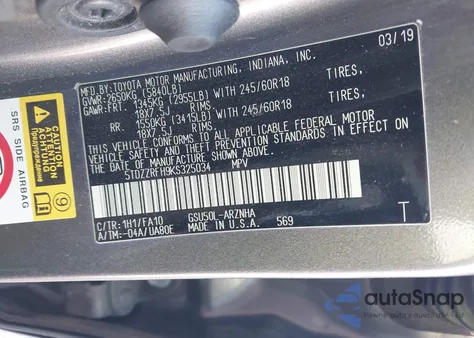 03/19
MFD.BY:TOYOTA MOTOR MANUFACTURING, INDIANA, INC.
GVWR:2650KG (5840LB)
GAWR:FRT. 1345KG (2955LB) WITH 245/60R18 TIRES,
18X7.5J RIMS
RR. 1550KG (3415LB) WITH 245/60R18 TIRES,
18X7.5J RIMS
THIS VEHICLE CONFORMS TO ALL APPLICABLE FEDERAL MOTOR
VEHICLE SAFETY, AND THEFT PREVENTION STANDARDS IN EFFECT ON
THE DATE OF MANUFACTURE SHOWN ABOVE.
5TDZZRFH9KS325034 MPV
C/TR:1H1/FA10 GSU50L-ARZNHA
A/TM:-04A/UA80E MADE IN U.S.A. 569
T
SRS SIDE AIRBAG
ACHTUNG
9
autoSnap